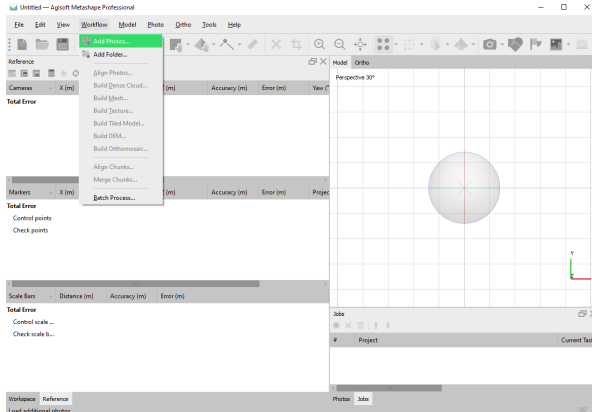 Untitled — Agisoft Metashape Professional
File Edit View Workflow Model Photo Ortho Tools Help
Add Photos...
Add Folder...
Align Photos...
Build Dense Cloud...
Build Mesh...
Build Texture...
Build Tiled Model...
Build DEM...
Build Orthomosaic...
Align Chunks...
Merge Chunks...
Batch Process...
Reference
Cameras X (m) (m) Accuracy (m) Error (m) Yaw (°
Total Error
Markers X (m) (m) Accuracy (m) Error (m) Projec
Total Error
Control points
Check points
Scale Bars Distance (m) Accuracy (m) Error (m)
Total Error
Control scale ...
Check scale b...
Workspace Reference
Load additional photos
Model Ortho
Perspective 30°
Y
Z
Jobs
# Project Current Tas
Photos Jobs